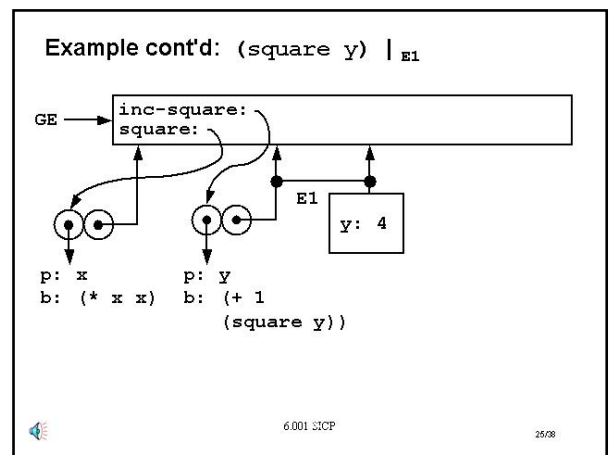 Example cont'd: (square y) | E1
GE
inc-square:
square:
E1
y: 4
p: x
b: (* x x)
p: y
b: (+ 1
(square y))
6.001 SICP
25/38